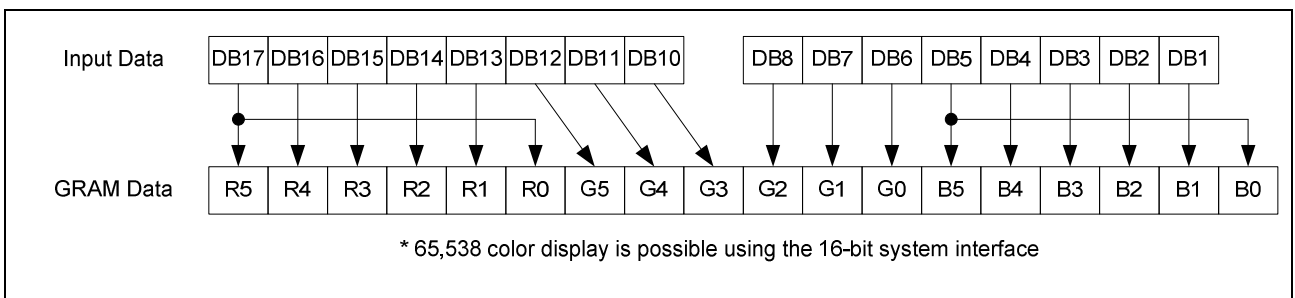 Input Data DB17 DB16 DB15 DB14 DB13 DB12 DB11 DB10 DB8 DB7 DB6 DB5 DB4 DB3 DB2 DB1
GRAM Data R5 R4 R3 R2 R1 R0 G5 G4 G3 G2 G1 G0 B5 B4 B3 B2 B1 B0
* 65,538 color display is possible using the 16-bit system interface